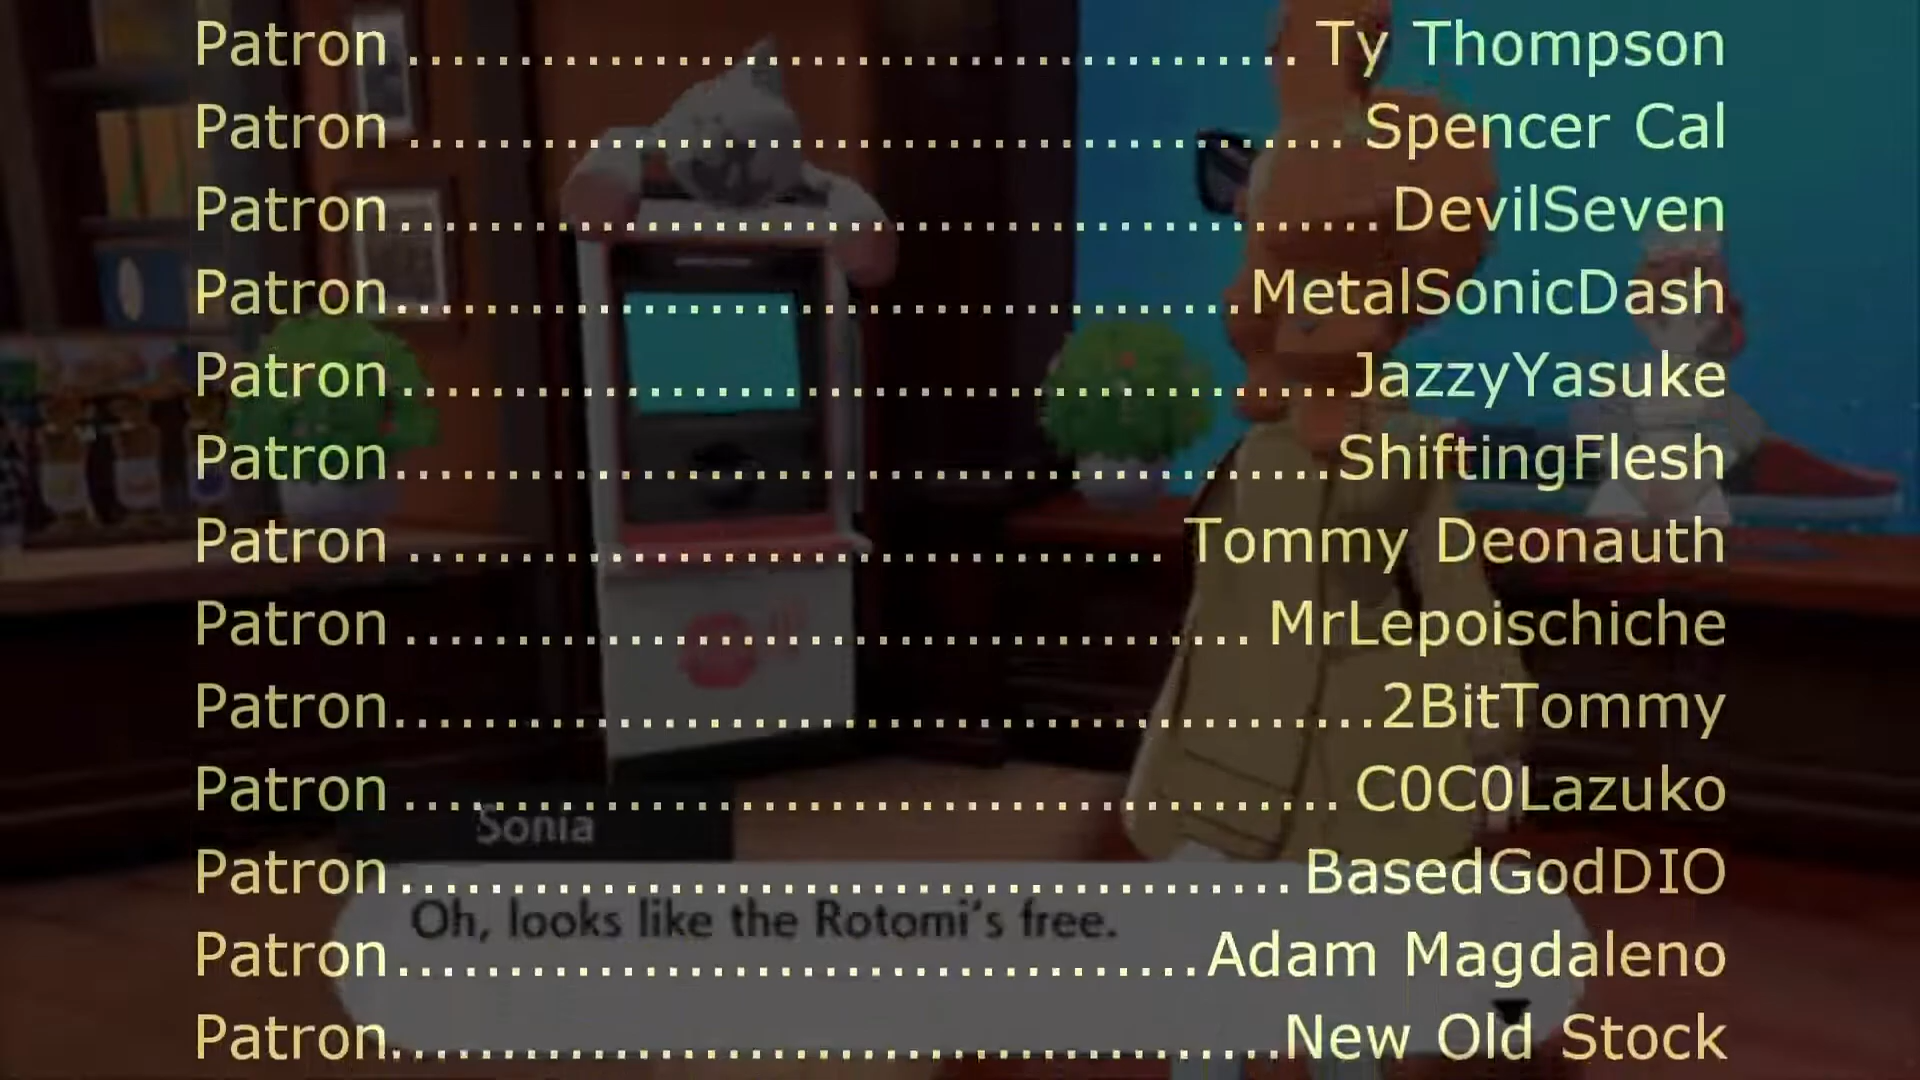 Patron ........................................ Ty Thompson
Patron .......................................... Spencer Cal
Patron............................................ DevilSeven
Patron......................................MetalSonicDash
Patron ..........................................JazzyYasuke
Patron..........................................ShiftingFlesh
Patron .................................. Tommy Deonauth
Patron ...................................... MrLepoischiche
Patron............................................2BitTommy
Patron ......................................... C0C0Lazuko
Sonia
Patron........................................ BasedGodDIO
Oh, looks like the Rotomi's free.
Patron....................................Adam Magdaleno
Patron........................................New Old Stock